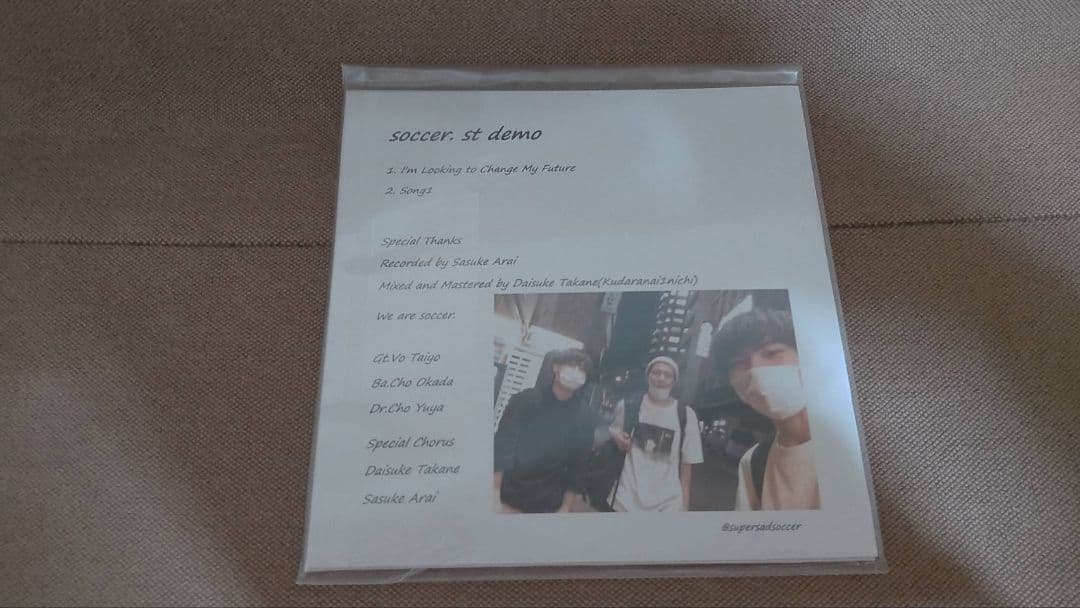 soccer. st demo
1. I'm Looking to Change My Future
2. Song1
Special Thanks
Recorded by Sasuke Arai
Mixed and Mastered by Daisuke Takane(Kudaranai1nichi)
We are soccer.
Gt.Vo Taiyo
Ba.Cho Okada
Dr.Cho Yuya
Special Chorus
Daisuke Takane
Sasuke Arai
@supersadsoccer